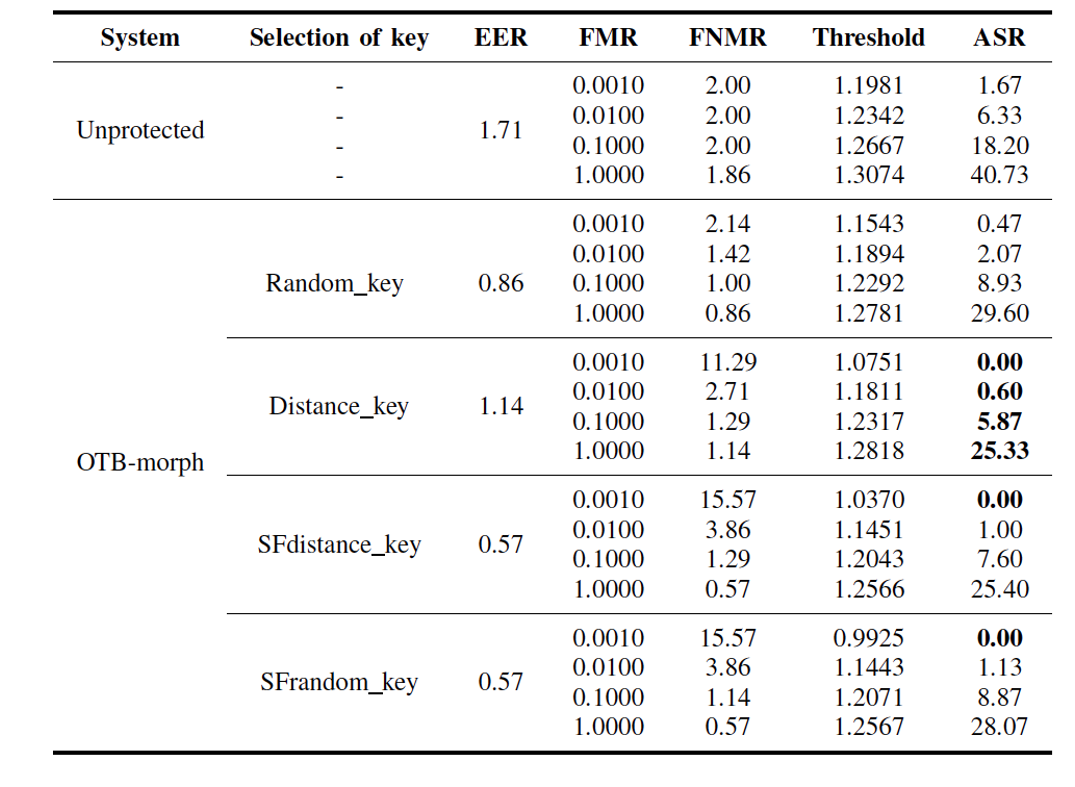 System Selection of key EER FMR FNMR Threshold ASR
- 0.0010 2.00 1.1981 1.67
- 0.0100 2.00 1.2342 6.33
Unprotected 1.71
- 0.1000 2.00 1.2667 18.20
- 1.0000 1.86 1.3074 40.73
0.0010 2.14 1.1543 0.47
0.0100 1.42 1.1894 2.07
Random_key 0.86 0.1000 1.00 1.2292 8.93
1.0000 0.86 1.2781 29.60
0.0010 11.29 1.0751 0.00
0.0100 2.71 1.1811 0.60
Distance_key 1.14
0.1000 1.29 1.2317 5.87
1.0000 1.14 1.2818 25.33
OTB-morph
0.0010 15.57 1.0370 0.00
0.0100 3.86 1.1451 1.00
SFdistance_key 0.57
0.1000 1.29 1.2043 7.60
1.0000 0.57 1.2566 25.40
0.0010 15.57 0.9925 0.00
0.0100 3.86 1.1443 1.13
SFrandom_key 0.57
0.1000 1.14 1.2071 8.87
1.0000 0.57 1.2567 28.07